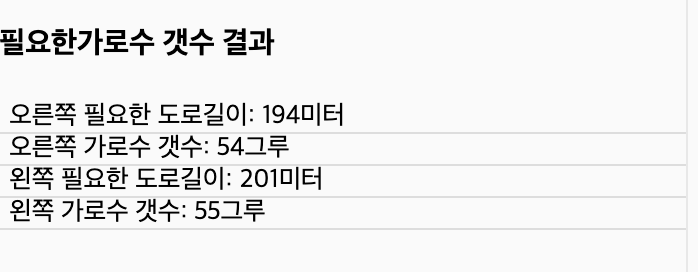 필요한가로수 갯수 결과
오른쪽 필요한 도로길이: 194미터
오른쪽 가로수 갯수: 54그루
왼쪽 필요한 도로길이: 201미터
왼쪽 가로수 갯수: 55그루